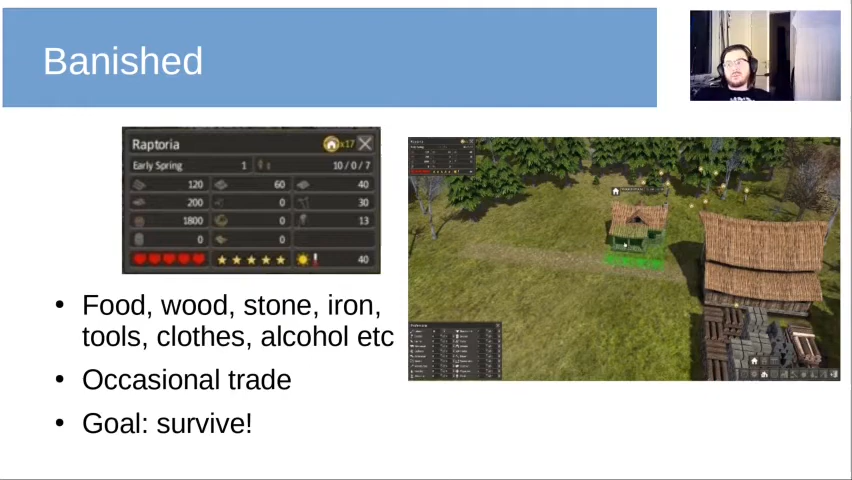 Banished
Raptoria
x17
Early Spring 1 10 / 0 / 7
120 60 40
200 0 30
1800 0 13
0 0
40
• Food, wood, stone, iron,
tools, clothes, alcohol etc
• Occasional trade
• Goal: survive!